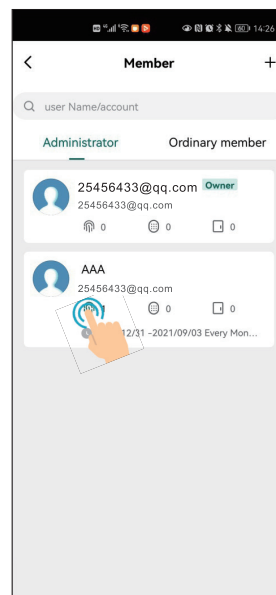 60 14:26
Member +
user Name/account
Administrator Ordinary member
25456433@qq.com Owner
25456433@qq.com
0 0 0
AAA
25456433@qq.com
0 0
12/31 -2021/09/03 Every Mon...